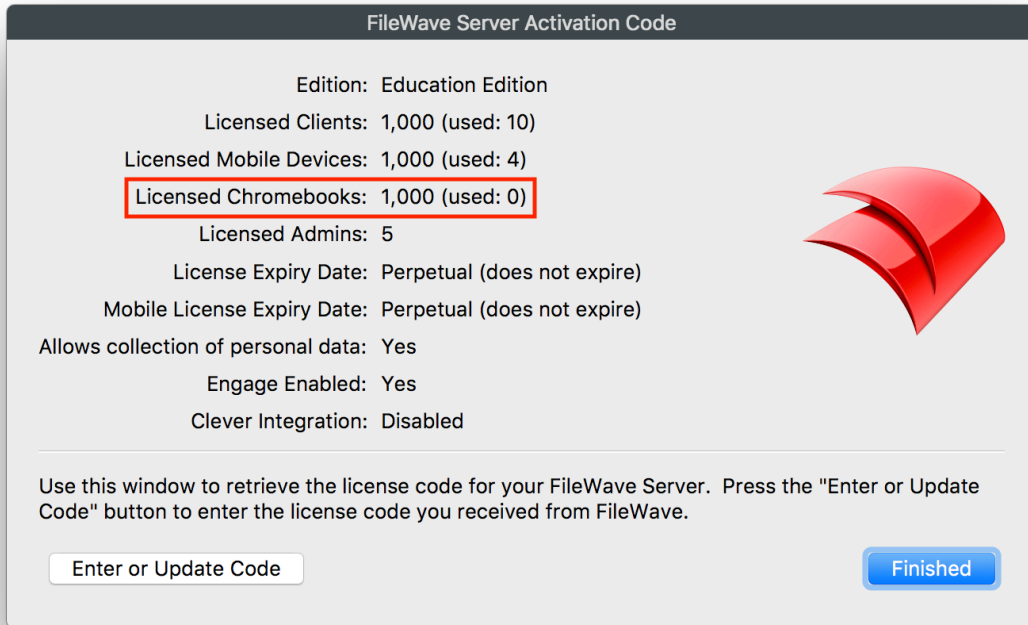 FileWave Server Activation Code
Edition: Education Edition
Licensed Clients: 1,000 (used: 10)
Licensed Mobile Devices: 1,000 (used: 4)
Licensed Chromebooks: 1,000 (used: 0)
Licensed Admins: 5
License Expiry Date: Perpetual (does not expire)
Mobile License Expiry Date: Perpetual (does not expire)
Allows collection of personal data: Yes
Engage Enabled: Yes
Clever Integration: Disabled
Use this window to retrieve the license code for your FileWave Server.  Press the "Enter or Update
Code" button to enter the license code you received from FileWave.
Enter or Update Code
Finished